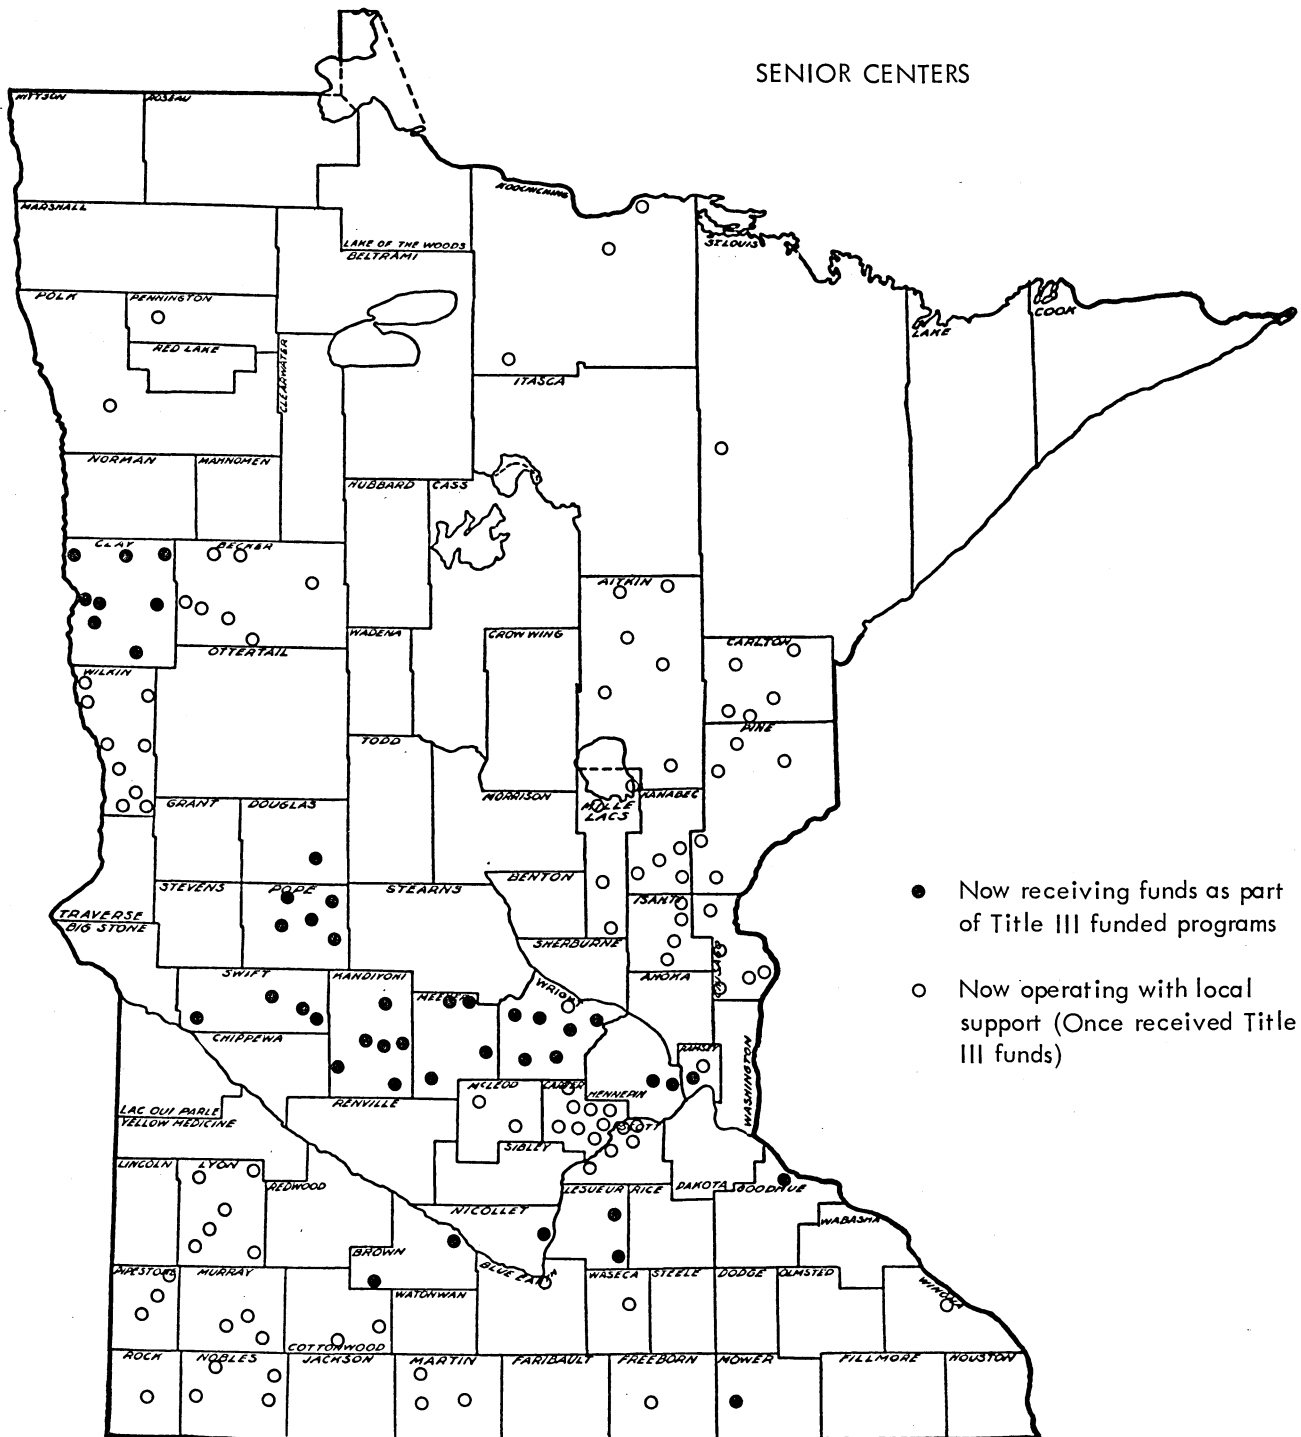 SENIOR CENTERS
KITTSON
ROSEAU
KOOCHICHING
MARSHALL
LAKE OF THE WOODS
BELTRAMI
ST. LOUIS
POLK
PENNINGTON
COOK
LAKE
RED LAKE
CLEARWATER
ITASCA
NORMAN
MAHNOMEN
HUBBARD
CASS
CLAY
BECKER
AITKIN
WADENA
CROW WING
CARLTON
OTTERTAIL
WILKIN
PINE
TODD
GRANT
DOUGLAS
MORRISON
MILLE
LACS
KANABEC
STEVENS
POPE
STEARNS
BENTON
ISANTI
Now receiving funds as part
of Title III funded programs
TRAVERSE
BIG STONE
SHERBURNE
CHISAGO
SWIFT
KANDIYOHI
ANOKA
WRIGHT
MEEKER
Now operating with local
support (Once received Title
III funds)
CHIPPEWA
RAMSEY
WASHINGTON
MCLEOD
CARVER
HENNEPIN
RENVILLE
LAC QUI PARLE
YELLOW MEDICINE
SCOTT
SIBLEY
LINCOLN
LYON
REDWOOD
LESUEUR
RICE
DAKOTA
GOODHUE
NICOLLET
WABASHA
BROWN
BLUE EARTH
PIPESTONE
MURRAY
WASECA
STEELE
DODGE
OLMSTED
WINONA
WATONWAN
COTTONWOOD
ROCK
NOBLES
JACKSON
MARTIN
FARIBAULT
FREEBORN
MOWER
FILLMORE
HOUSTON